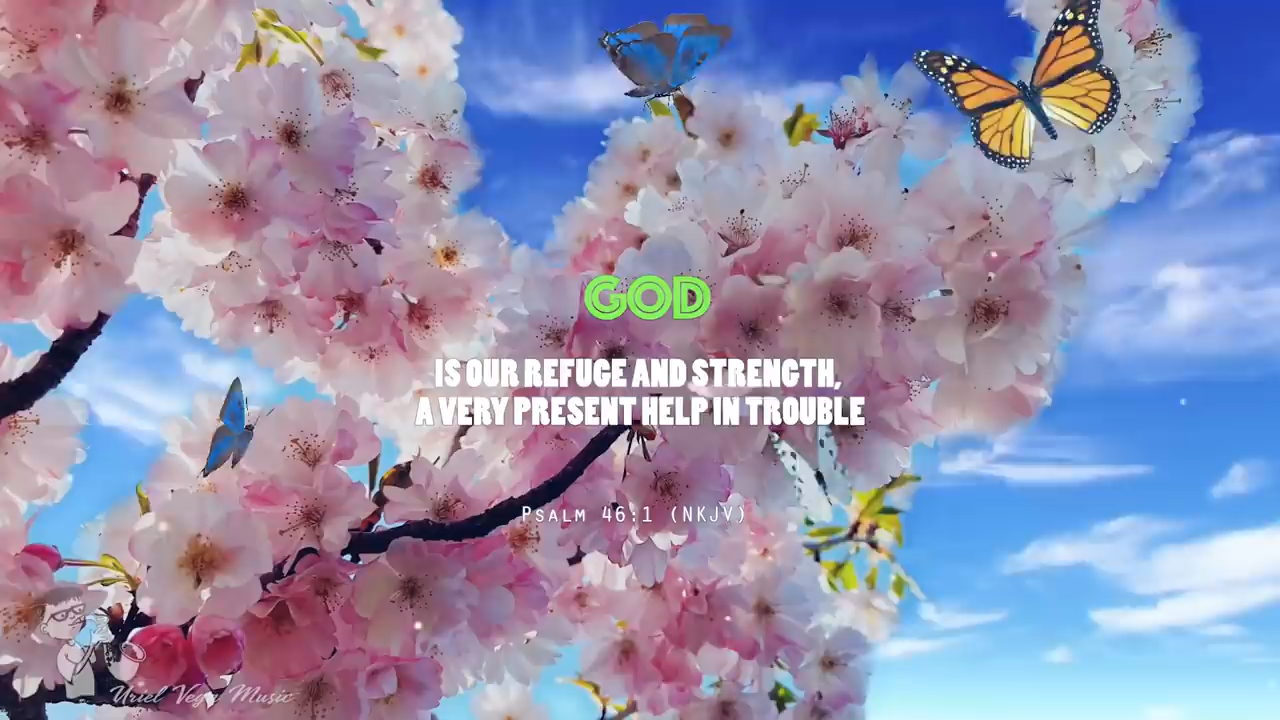 GOD
IS OUR REFUGE AND STRENGTH,
A VERY PRESENT HELP IN TROUBLE
PSALM 46:1 (NKJV)
Uriel Vega Music